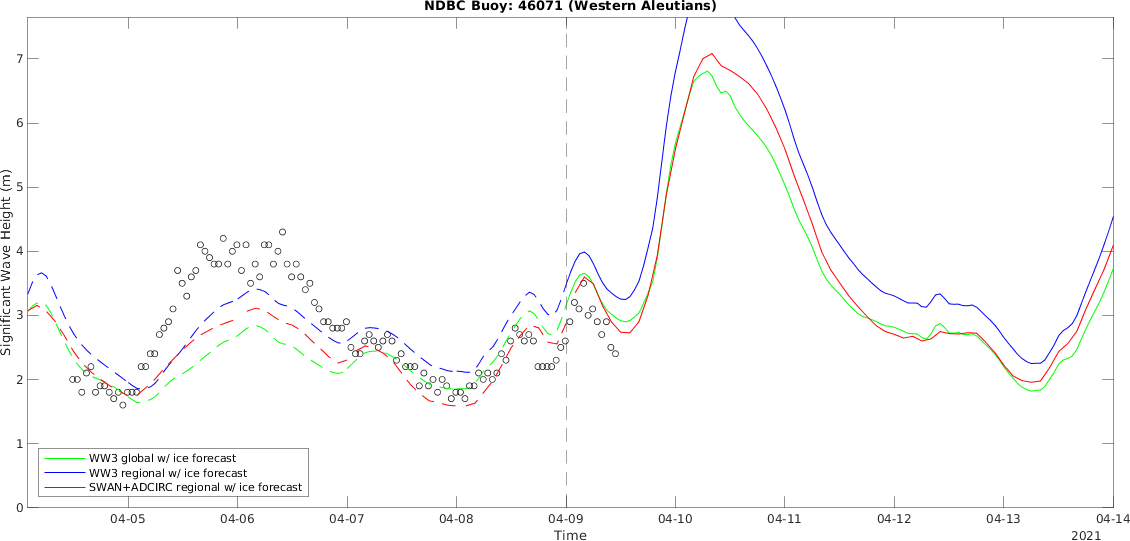 NDBC Buoy: 46071 (Western Aleutians)
Significant Wave Height (m)
7
6
5
4
3
2
1
0
WW3 global w/ ice forecast
WW3 regional w/ ice forecast
SWAN+ADCIRC regional w/ ice forecast
04-05 04-06 04-07 04-08 04-09 04-10 04-11 04-12 04-13 04-14
Time
2021